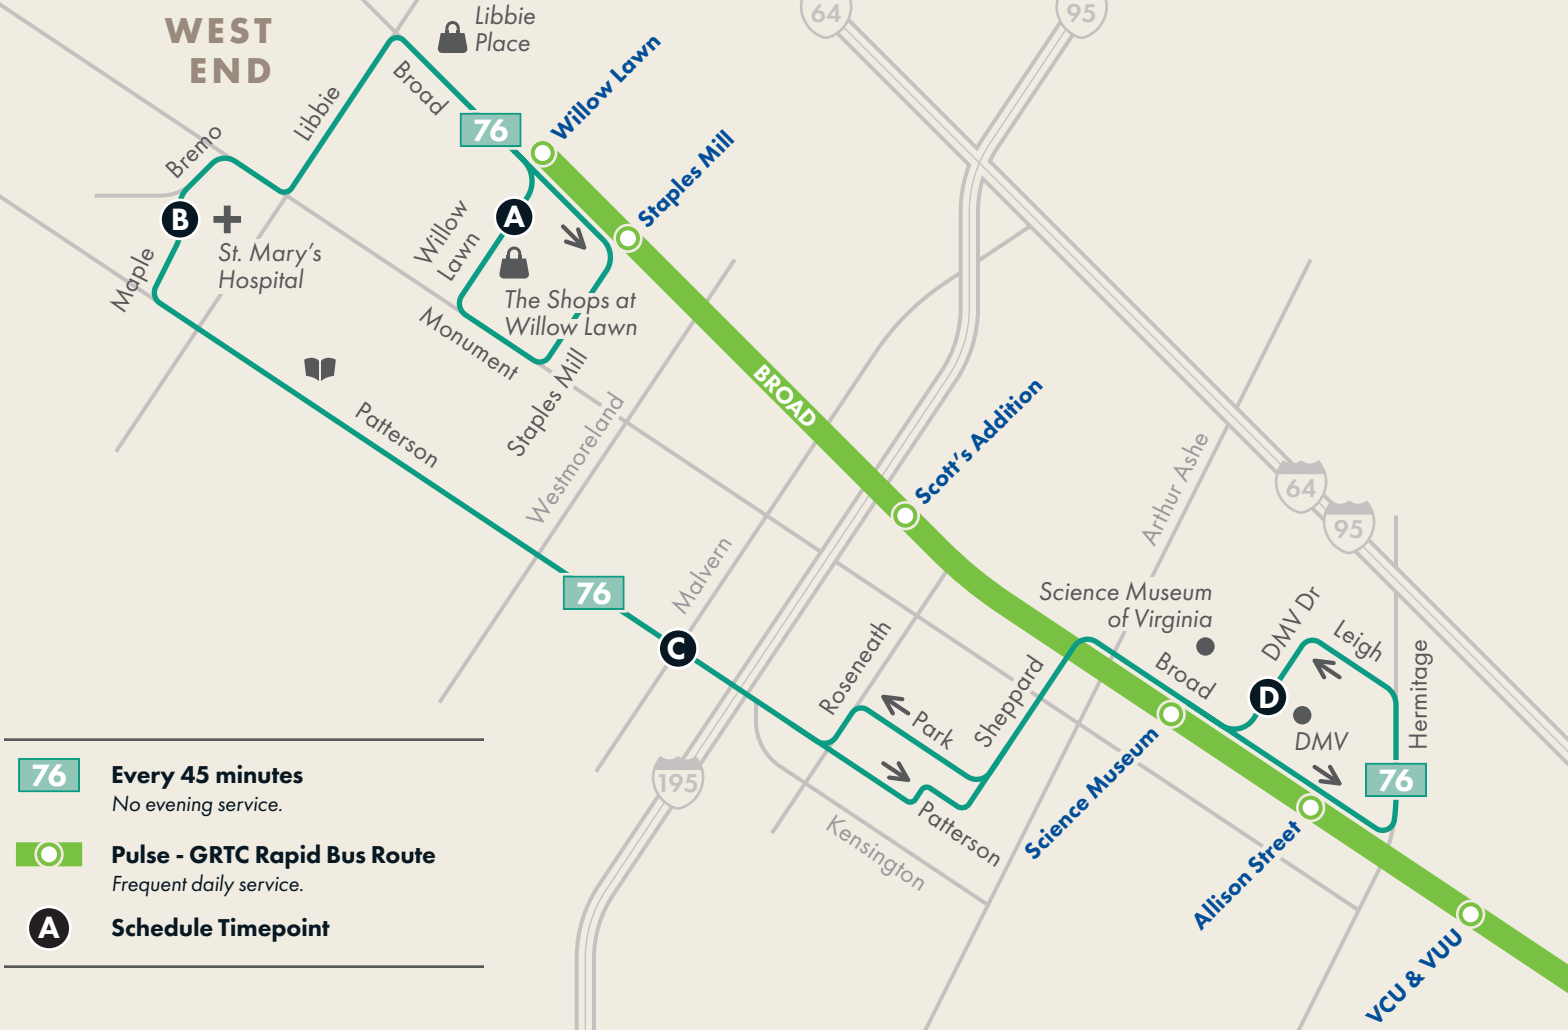 WEST
END
Libbie
Place
64
95
Willow Lawn
Broad
Libbie
76
Bremo
Staples Mill
B
St. Mary's
Hospital
Maple
A
Willow
Lawn
The Shops at
Willow Lawn
Monument
Staples Mill
Westmoreland
BROAD
Patterson
Scott's Addition
Arthur Ashe
64
95
76
Malvern
C
Science Museum
of Virginia
DMV Dr
Leigh
Roseneath
Park
Sheppard
Broad
D
DMV
Hermitage
76
195
Kensington
Patterson
Science Museum
Allison Street
VCU & VUU
76
Every 45 minutes
No evening service.
Pulse - GRTC Rapid Bus Route
Frequent daily service.
A
Schedule Timepoint